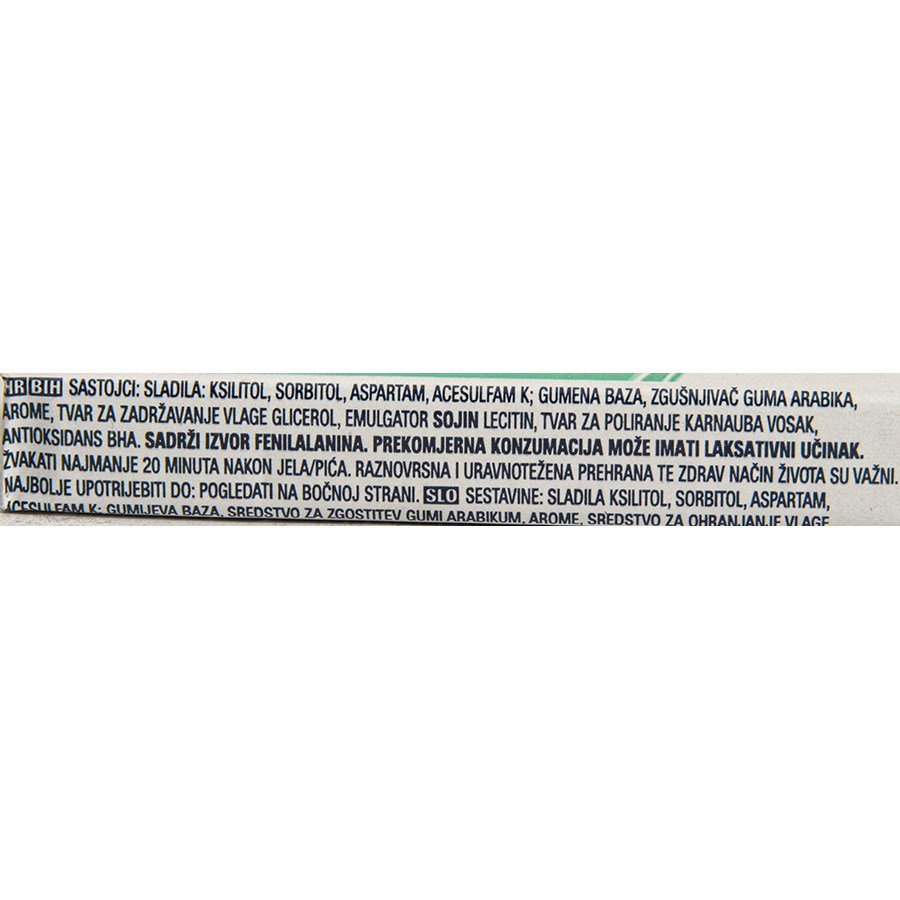 HR BIH SASTOJCI: SLADILA: KSILITOL, SORBITOL, ASPARTAM, ACESULFAM K; GUMENA BAZA, ZGUŠNJIVAČ GUMA ARABIKA,
AROME, TVAR ZA ZADRŽAVANJE VLAGE GLICEROL, EMULGATOR SOJIN LECITIN, TVAR ZA POLIRANJE KARNAUBA VOSAK,
ANTIOKSIDANS BHA. SADRŽI IZVOR FENILALANINA. PREKOMJERNA KONZUMACIJA MOŽE IMATI LAKSATIVNI UČINAK.
ŽVAKATI NAJMANJE 20 MINUTA NAKON JELA/PIĆA. RAZNOVRSNA I URAVNOTEŽENA PREHRANA TE ZDRAV NAČIN ŽIVOTA SU VAŽNI.
NAJBOLJE UPOTRIJEBITI DO: POGLEDATI NA BOČNOJ STRANI. SLO SESTAVINE: SLADILA KSILITOL, SORBITOL, ASPARTAM,
ACESULFAM K; GUMIJEVA BAZA, SREDSTVO ZA ZGOSTITEV GUMI ARABIKUM, AROME, SREDSTVO ZA OHRANJANJE VLAGE